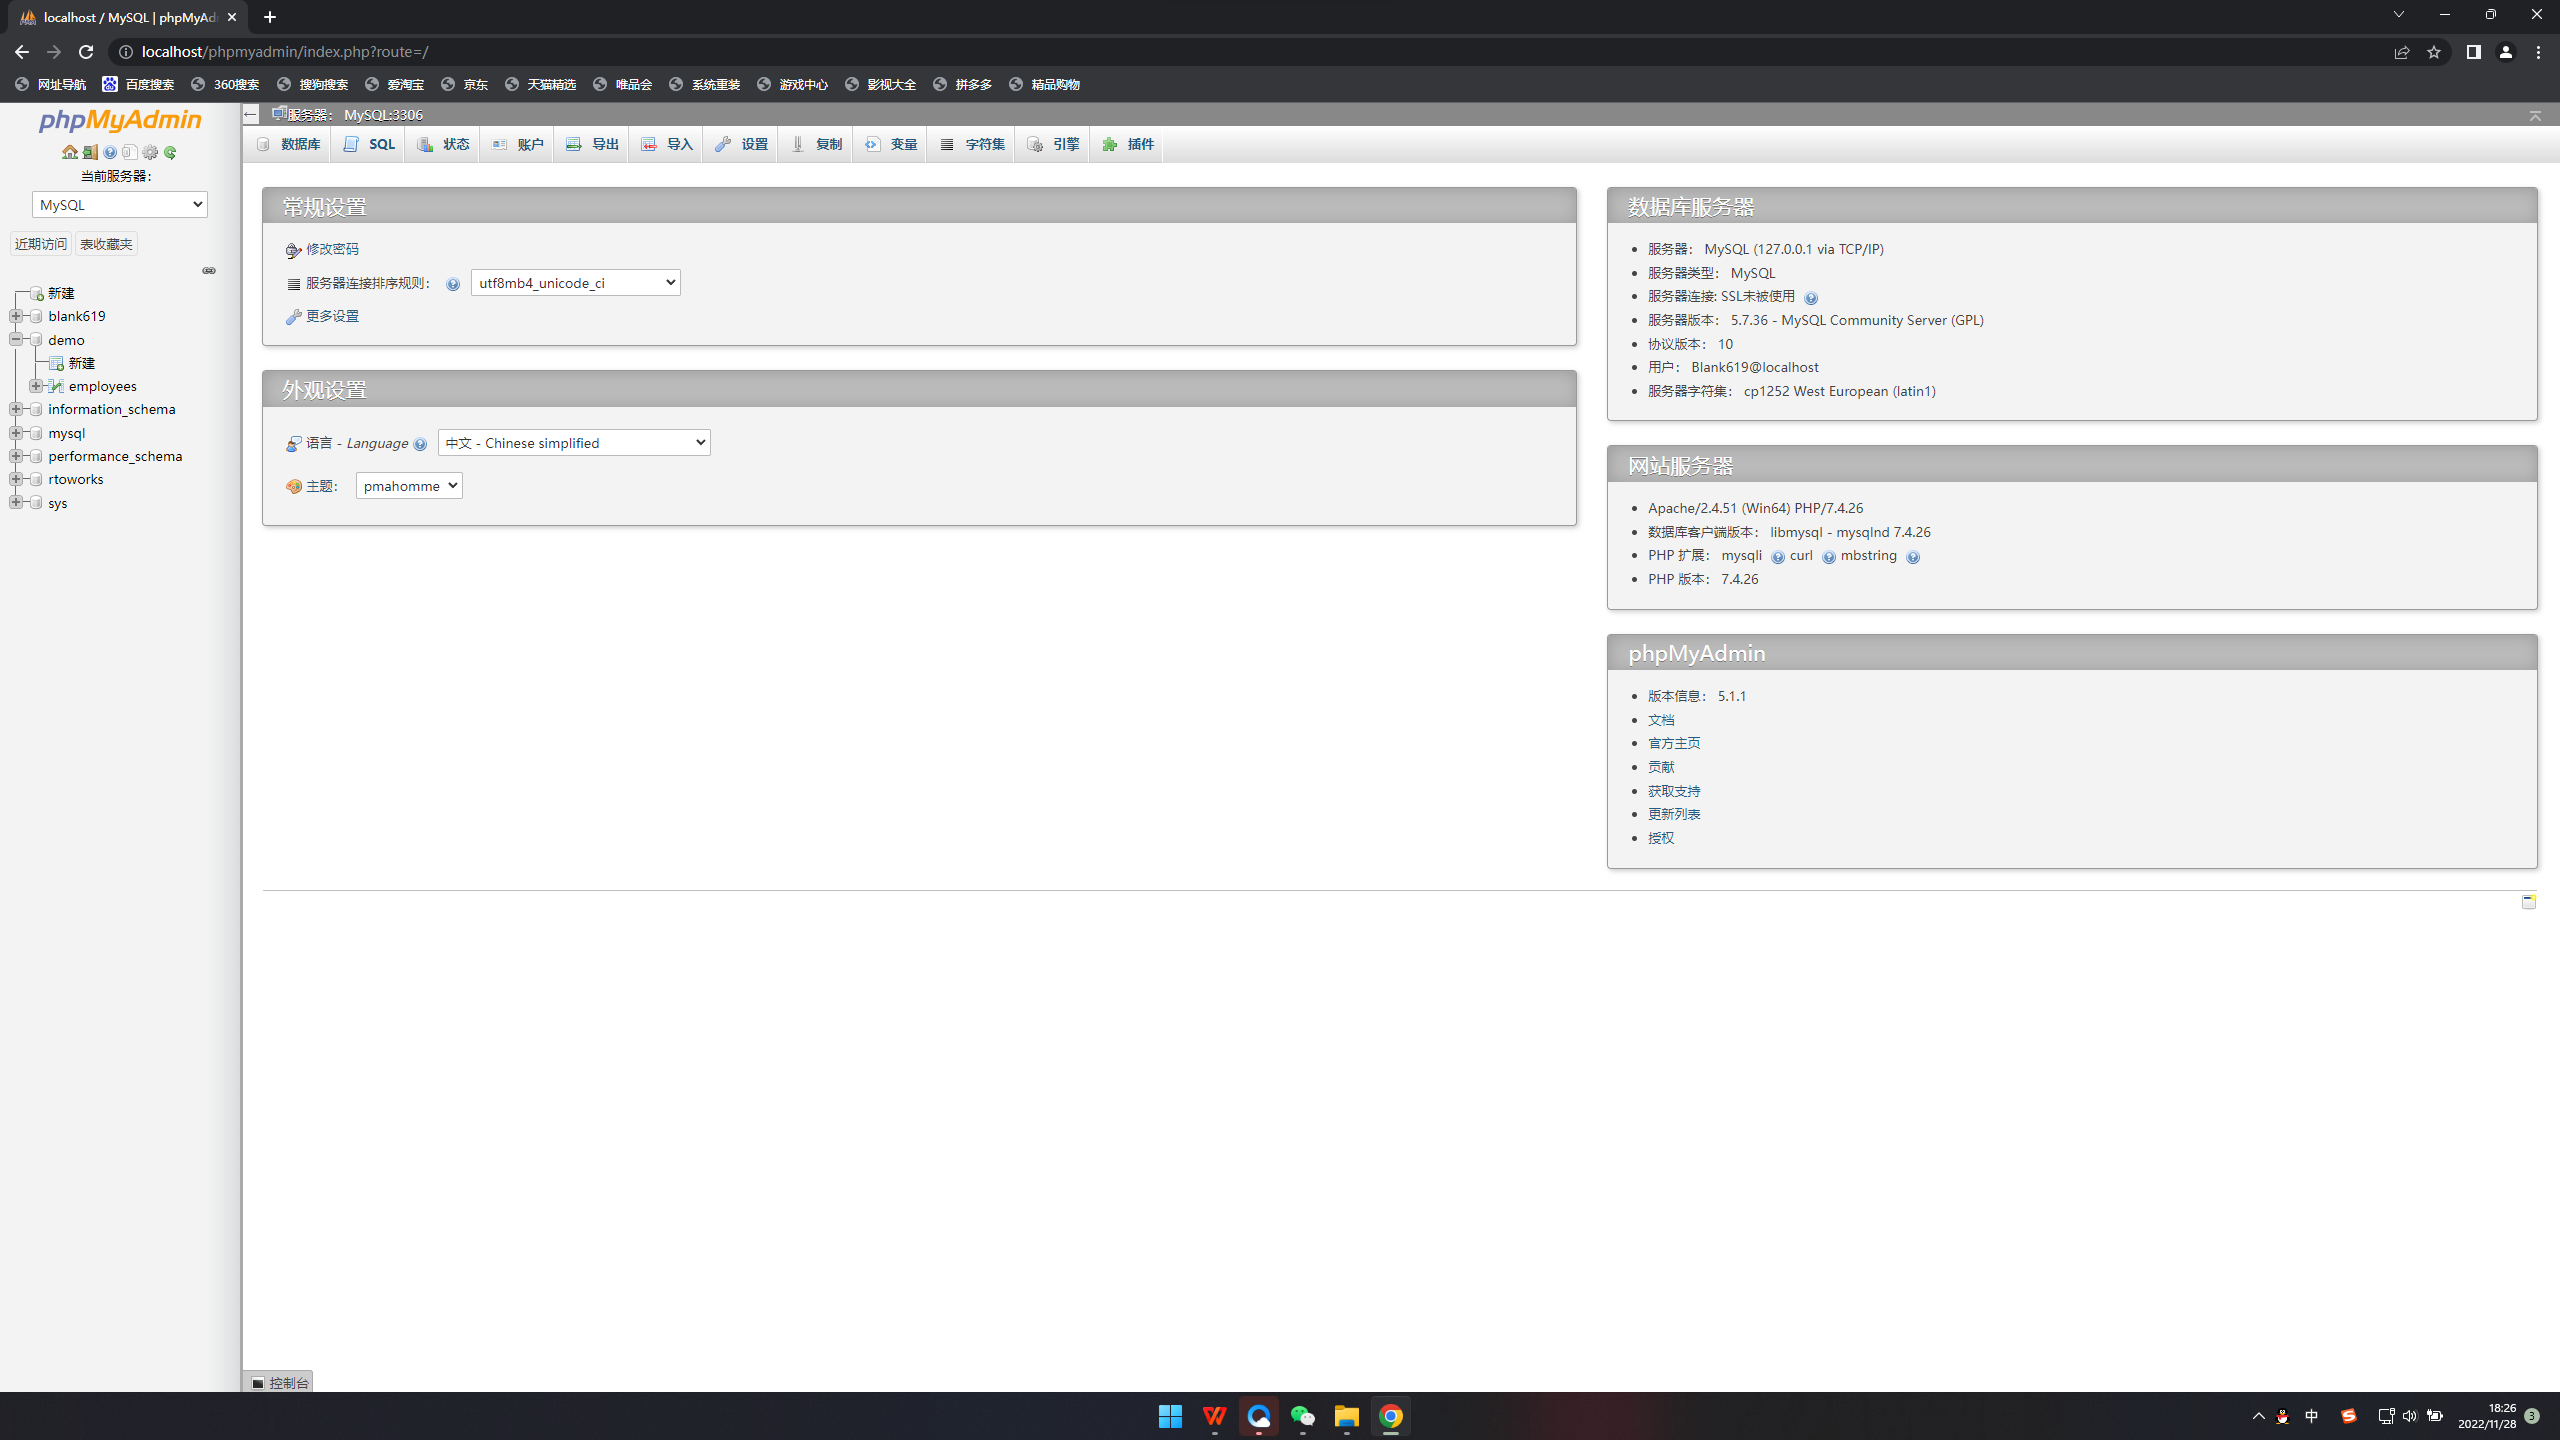 localhost / MySQL | phpMyAd
localhost/phpmyadmin/index.php?route=/
网址导航 百度搜索 360搜索 搜狗搜索 爱淘宝 京东 天猫精选 唯品会 系统重装 游戏中心 影视大全 拼多多 精品购物
phpMyAdmin
当前服务器：
MySQL
近期访问 表收藏夹
新建
blank619
demo
新建
employees
information_schema
mysql
performance_schema
rtoworks
sys
服务器： MySQL:3306
数据库 SQL 状态 账户 导出 导入 设置 复制 变量 字符集 引擎 插件
常规设置
修改密码
服务器连接排序规则： utf8mb4_unicode_ci
更多设置
外观设置
语言 - Language 中文 - Chinese simplified
主题： pmahomme
数据库服务器
服务器： MySQL (127.0.0.1 via TCP/IP)
服务器类型： MySQL
服务器连接: SSL未被使用
服务器版本： 5.7.36 - MySQL Community Server (GPL)
协议版本： 10
用户： Blank619@localhost
服务器字符集： cp1252 West European (latin1)
网站服务器
Apache/2.4.51 (Win64) PHP/7.4.26
数据库客户端版本： libmysql - mysqlnd 7.4.26
PHP 扩展： mysqli curl mbstring
PHP 版本： 7.4.26
phpMyAdmin
版本信息： 5.1.1
文档
官方主页
贡献
获取支持
更新列表
授权
控制台
中
18:26
2022/11/28
3